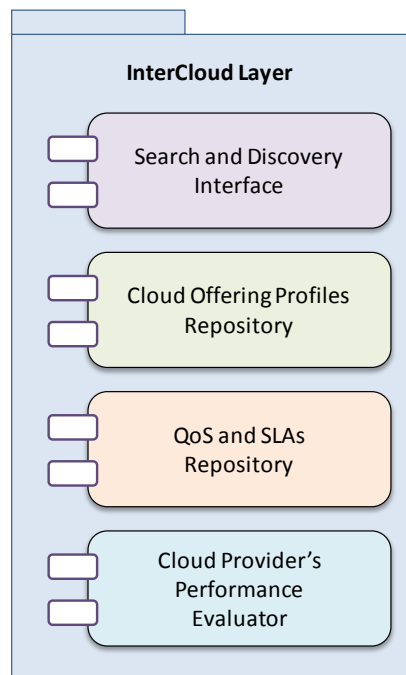 InterCloud Layer
Search and Discovery
Interface
Cloud Offering Profiles
Repository
QoS and SLAs
Repository
Cloud Provider’s
Performance
Evaluator